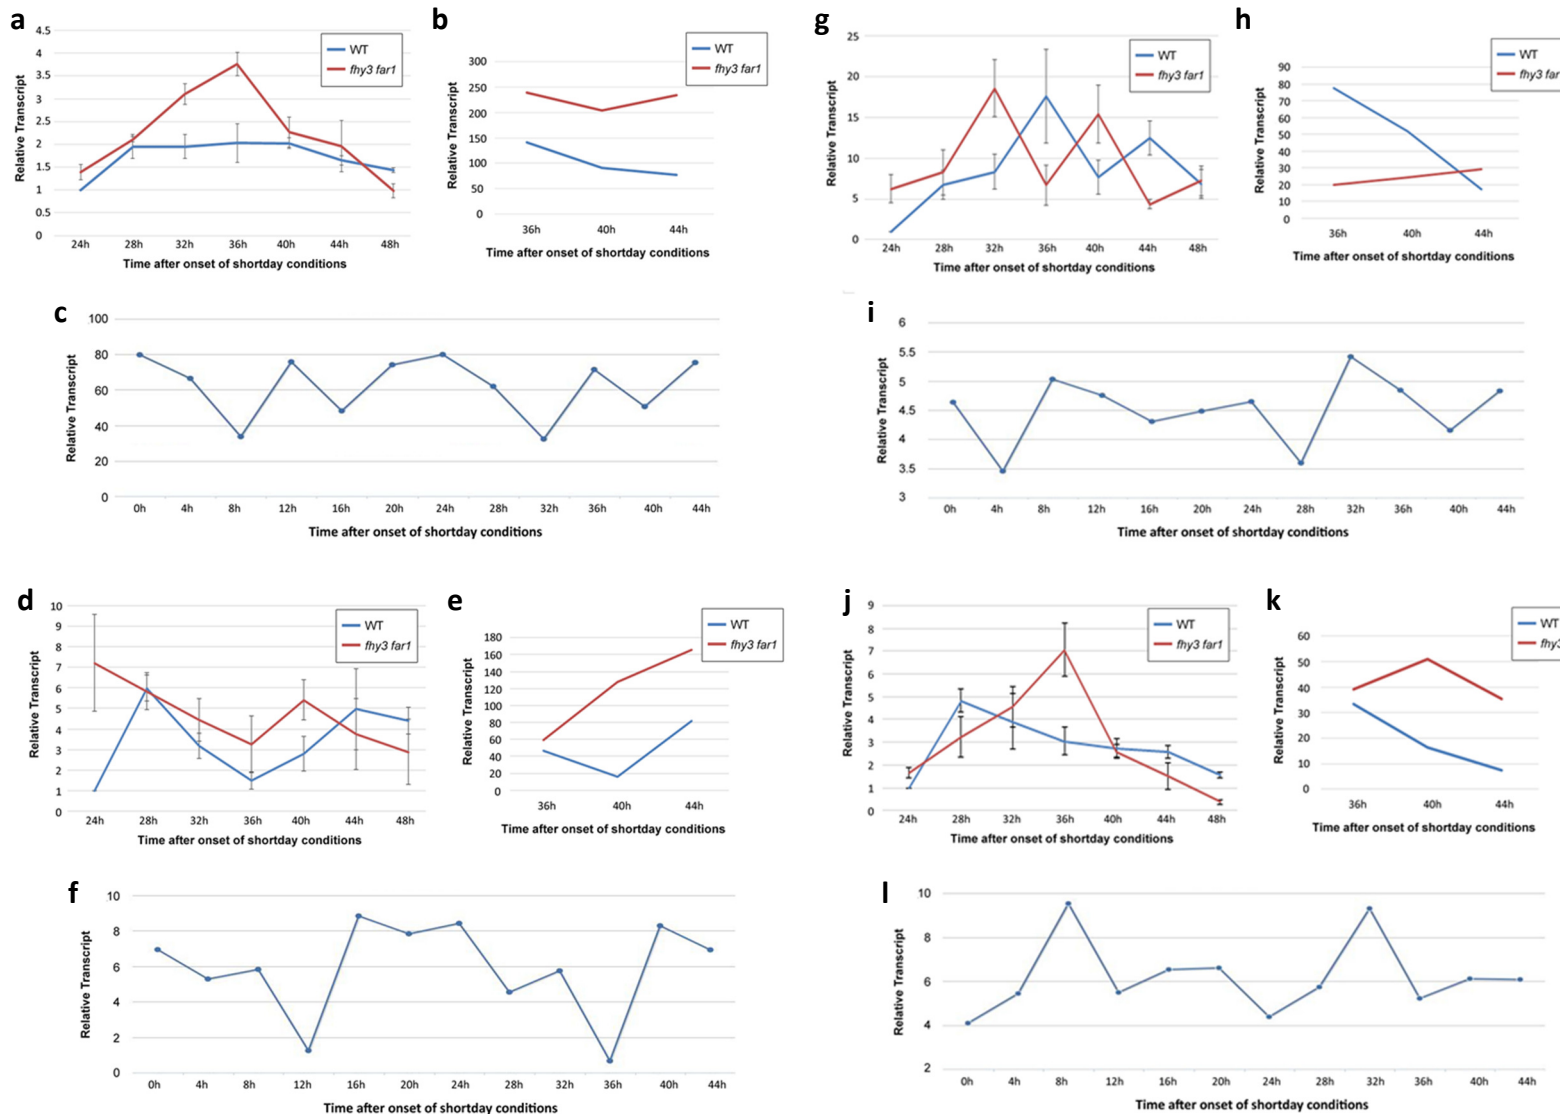 a
4.5
4
3.5
3
2.5
2
1.5
1
0.5
0
Relative Transcript
WT
fhy3 far1
24h 28h 32h 36h 40h 44h 48h
Time after onset of shortday conditions
b
300
250
200
150
100
50
0
Relative Transcript
WT
fhy3 far1
36h 40h 44h
Time after onset of shortday conditions
c
100
80
60
40
20
0
Relative Transcript
0h 4h 8h 12h 16h 20h 24h 28h 32h 36h 40h 44h
Time after onset of shortday conditions
d
10
9
8
7
6
5
4
3
2
1
0
Relative Transcript
WT
fhy3 far1
24h 28h 32h 36h 40h 44h 48h
Time after onset of shortday conditions
e
180
160
140
120
100
80
60
40
20
0
Relative Transcript
WT
fhy3 far1
36h 40h 44h
Time after onset of shortday conditions
f
10
8
6
4
2
0
Relative Transcript
0h 4h 8h 12h 16h 20h 24h 28h 32h 36h 40h 44h
Time after onset of shortday conditions
g
25
20
15
10
5
0
Relative Transcript
WT
fhy3 far1
24h 28h 32h 36h 40h 44h 48h
Time after onset of shortday conditions
h
90
80
70
60
50
40
30
20
10
0
Relative Transcript
WT
fhy3 far
36h 40h 44h
Time after onset of shortday conditions
i
6
5.5
5
4.5
4
3.5
3
Relative Transcript
0h 4h 8h 12h 16h 20h 24h 28h 32h 36h 40h 44h
Time after onset of shortday conditions
j
9
8
7
6
5
4
3
2
1
0
Relative Transcript
WT
fhy3 far1
24h 28h 32h 36h 40h 44h 48h
Time after onset of shortday conditions
k
60
50
40
30
20
10
0
Relative Transcript
WT
fhy3
36h 40h 44h
Time after onset of shortday conditions
l
10
8
6
4
2
Relative Transcript
0h 4h 8h 12h 16h 20h 24h 28h 32h 36h 40h 44h
Time after onset of shortday conditions